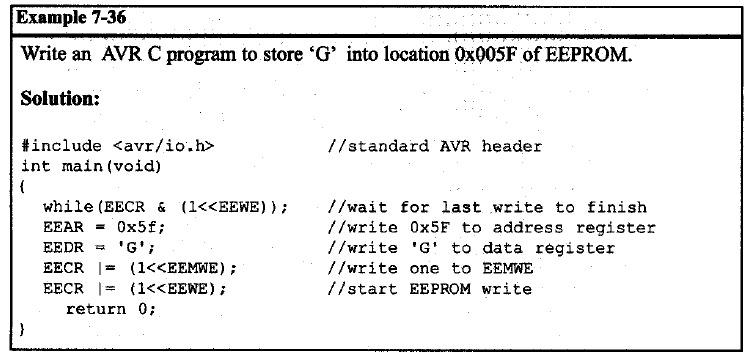 Example 7-36
Write an AVR C program to store ‘G’ into location 0x005F of EEPROM.
Solution:
#include <avr/io.h> //standard AVR header
int main(void)
{
while(EECR & (1<<EEWE)); //wait for last write to finish
EEAR = 0x5f; //write 0x5F to address register
EEDR = 'G'; //write 'G' to data register
EECR |= (1<<EEMWE); //write one to EEMWE
EECR |= (1<<EEWE); //start EEPROM write
return 0;
}